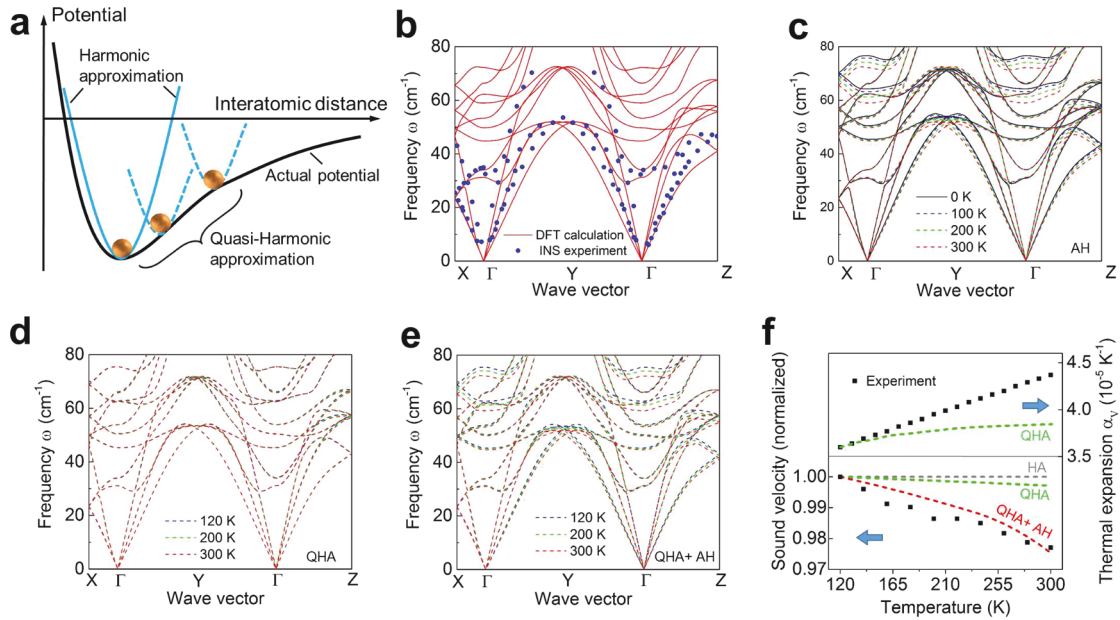 a
Potential
Harmonic
approximation
Interatomic distance
Actual potential
Quasi-Harmonic
approximation
b
Frequency ω (cm⁻¹)
80
60
40
20
0
DFT calculation
INS experiment
X Γ Y Γ Z
Wave vector
c
Frequency ω (cm⁻¹)
80
60
40
20
0
0 K
100 K
200 K
300 K
AH
X Γ Y Γ Z
Wave vector
d
Frequency ω (cm⁻¹)
80
60
40
20
0
120 K
200 K
300 K
QHA
X Γ Y Γ Z
Wave vector
e
Frequency ω (cm⁻¹)
80
60
40
20
0
120 K
200 K
300 K
QHA+ AH
X Γ Y Γ Z
Wave vector
f
Sound velocity (normalized)
Experiment
QHA
HA
QHA
QHA+ AH
1.00
0.99
0.98
0.97
4.5
4.0
3.5
Thermal expansion αᵥ (10⁻⁵ K⁻¹)
120 165 210 255 300
Temperature (K)